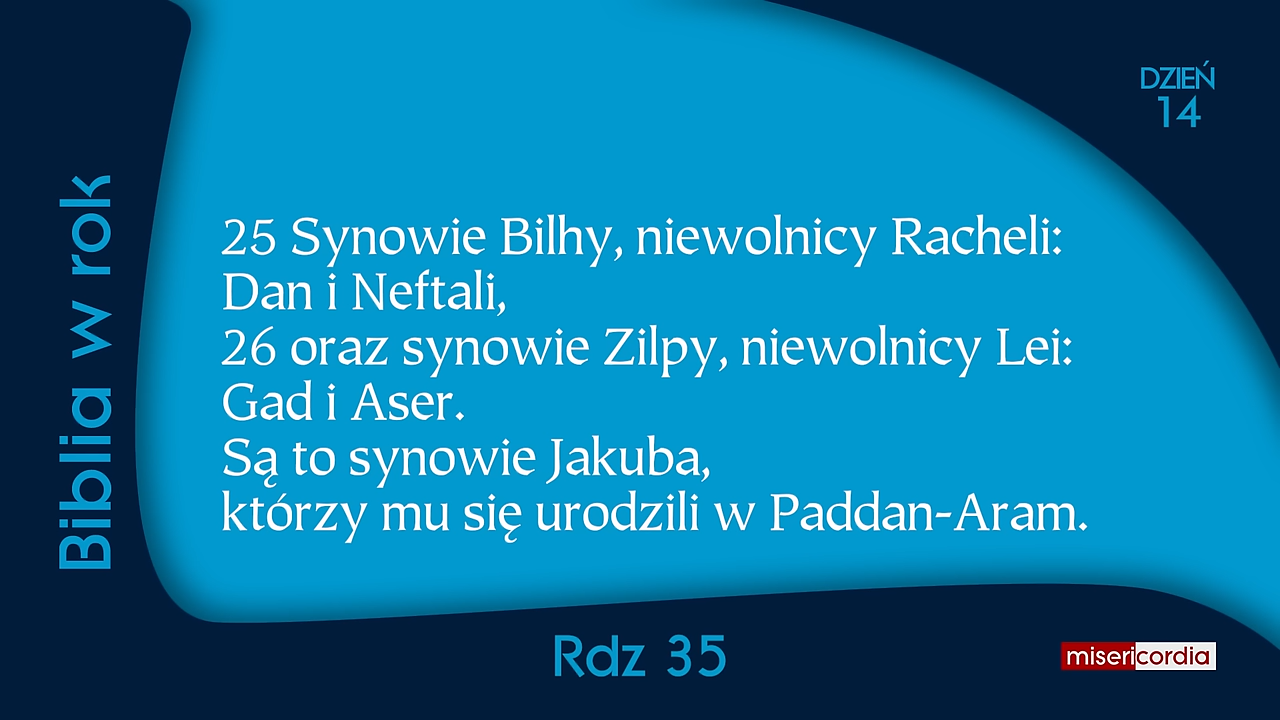 DZIEŃ
14
Biblia w rok
25 Synowie Bilhy, niewolnicy Racheli:
Dan i Neftali,
26 oraz synowie Zilpy, niewolnicy Lei:
Gad i Aser.
Są to synowie Jakuba,
którzy mu się urodzili w Paddan-Aram.
Rdz 35
misericordia